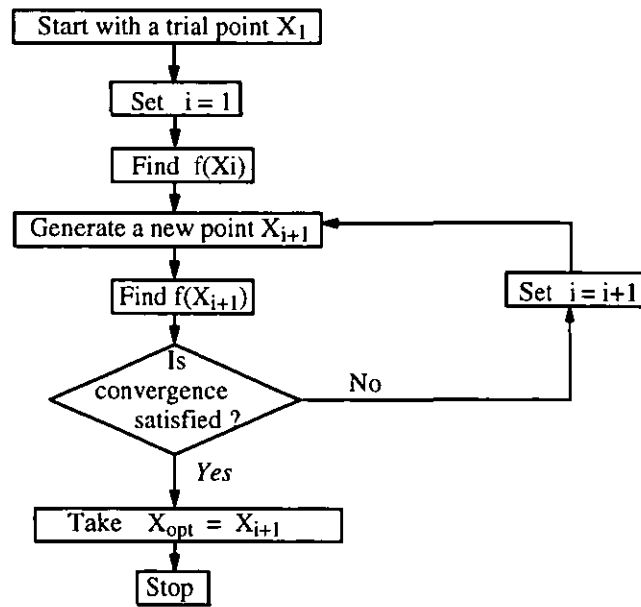 Start with a trial point X1
Set i = 1
Find f(Xi)
Generate a new point Xi+1
Find f(Xi+1)
Set i = i+1
Is
convergence
satisfied ?
No
Yes
Take Xopt = Xi+1
Stop